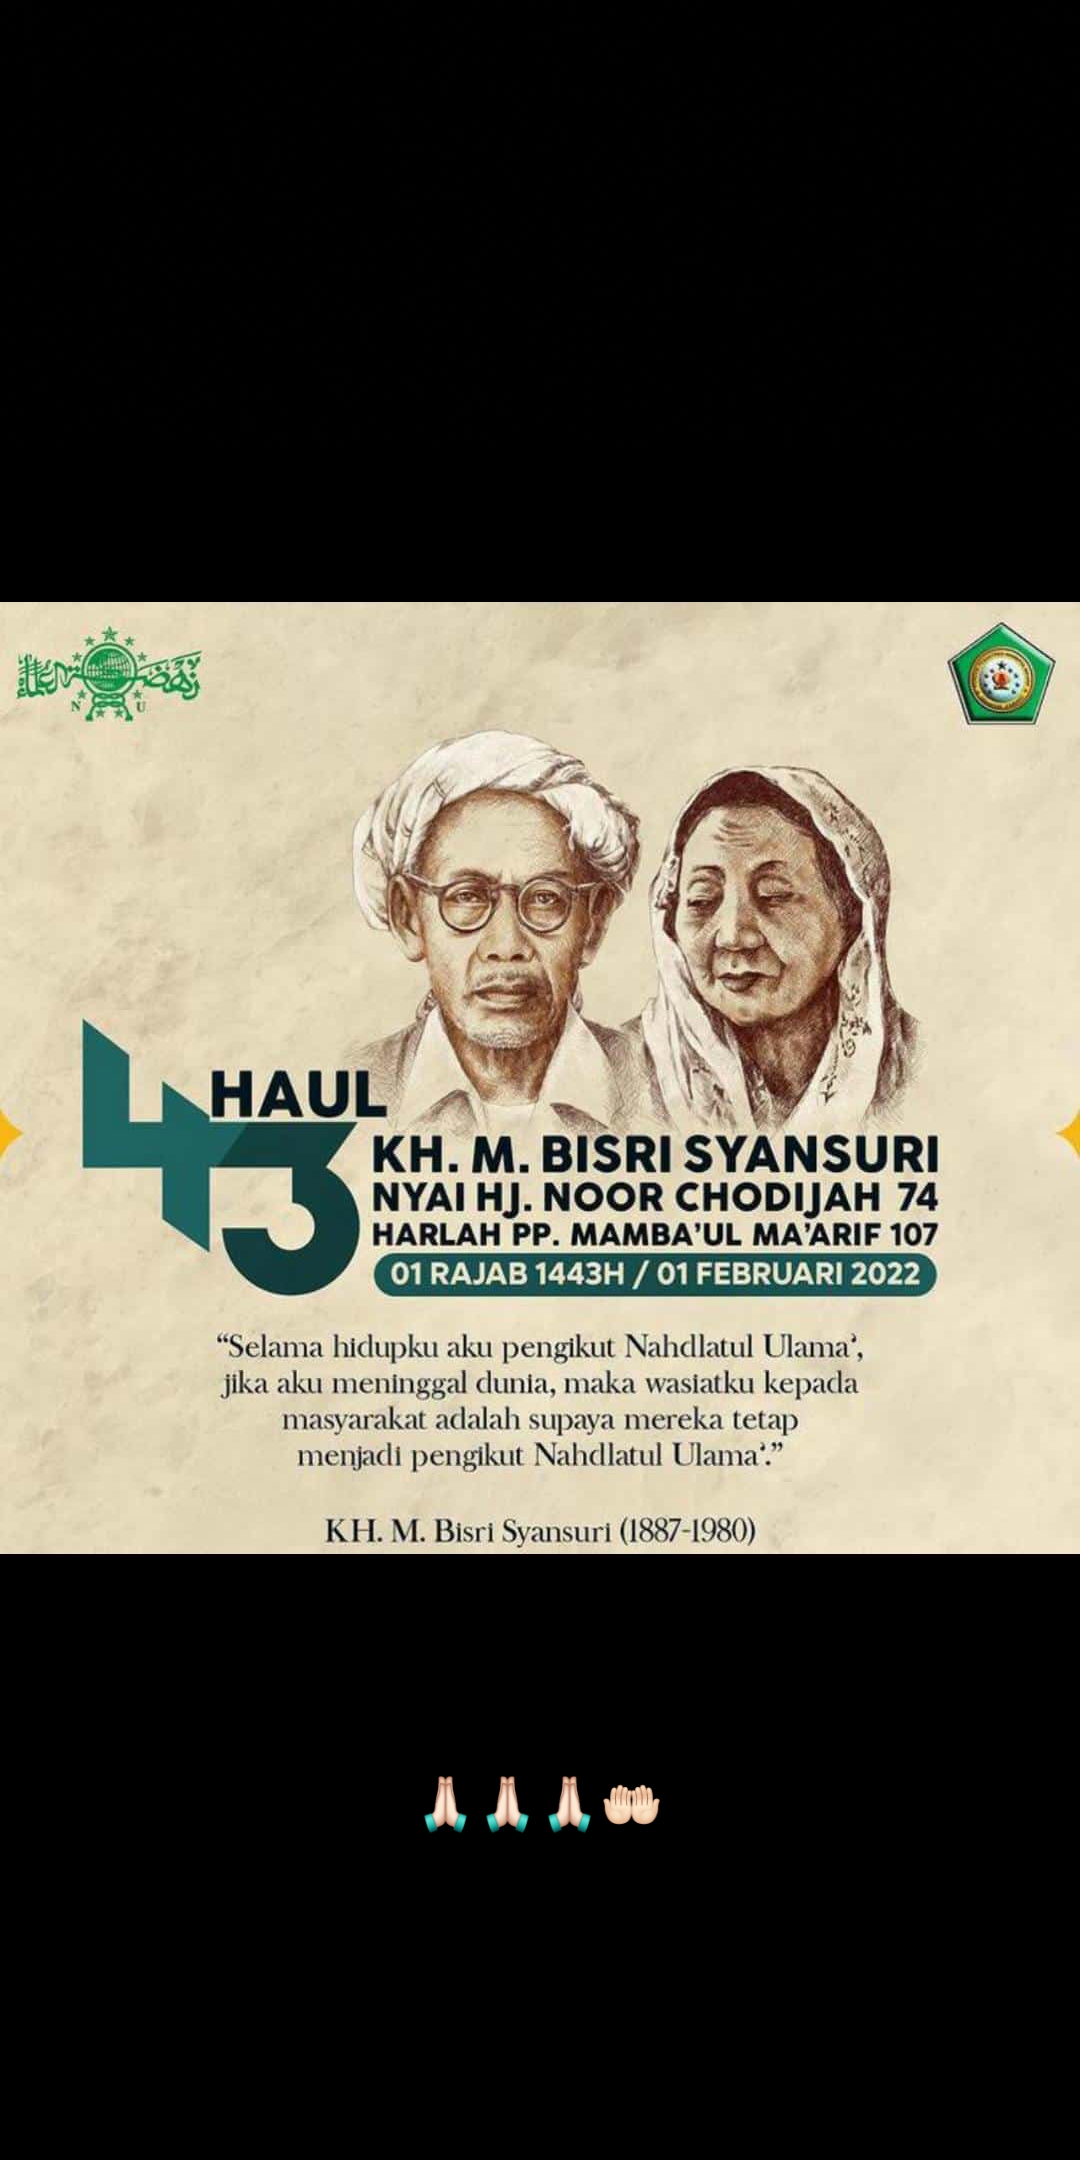 N U
43 HAUL
KH. M. BISRI SYANSURI
NYAI HJ. NOOR CHODIJAH 74
HARLAH PP. MAMBA'UL MA'ARIF 107
01 RAJAB 1443H / 01 FEBRUARI 2022
“Selama hidupku aku pengikut Nahdlatul Ulama’,
jika aku meninggal dunia, maka wasiatku kepada
masyarakat adalah supaya mereka tetap
menjadi pengikut Nahdlatul Ulama‘.”
KH. M. Bisri Syansuri (1887-1980)
🙏🏻🙏🏻🙏🏻🤲🏻